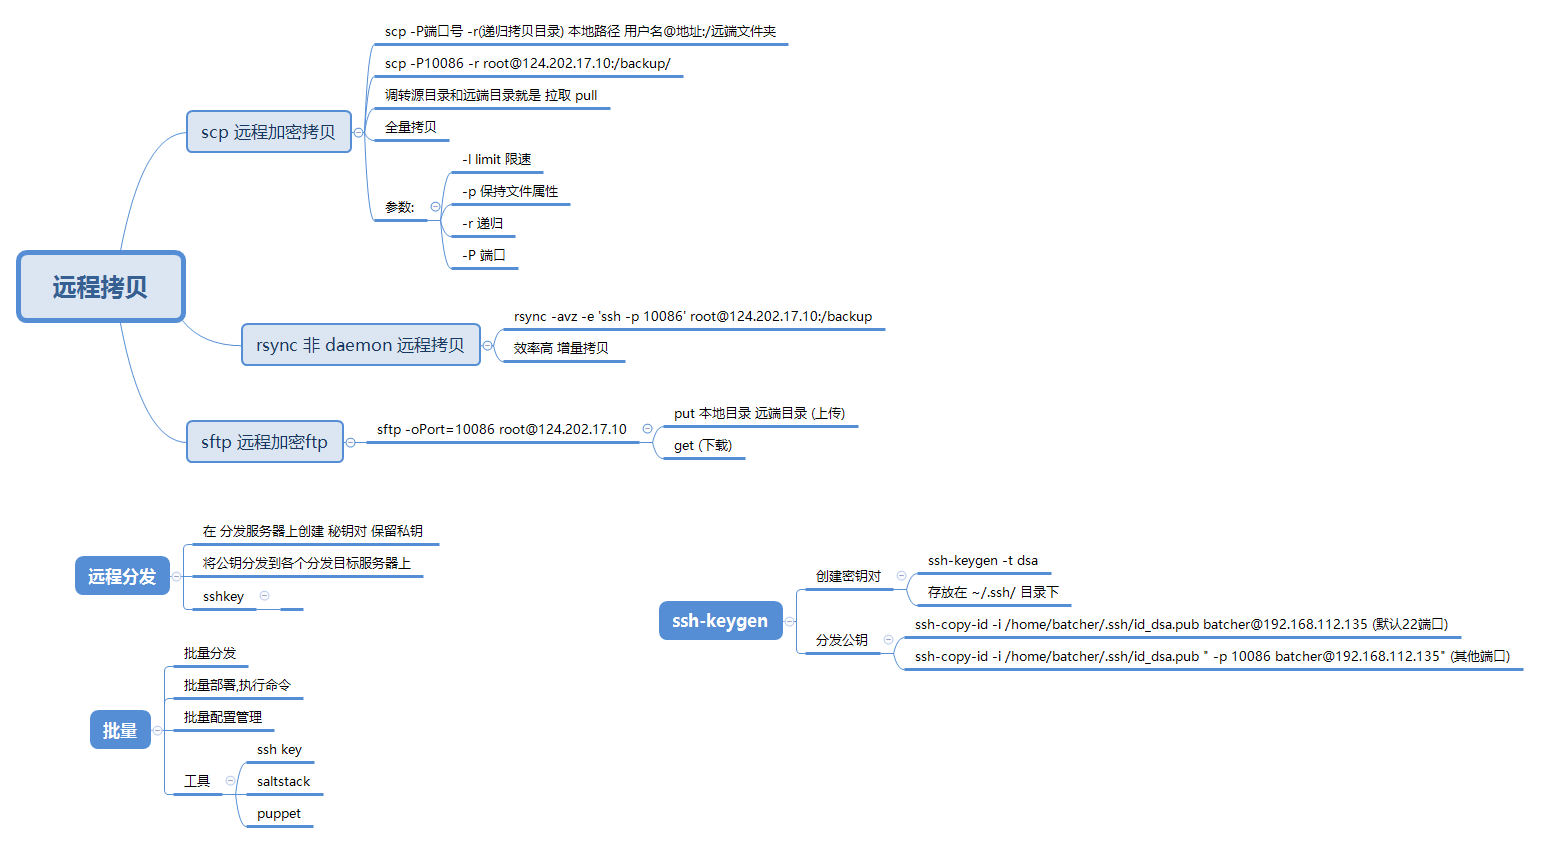 远程拷贝
scp 远程加密拷贝
scp -P端口号 -r(递归拷贝目录) 本地路径 用户名@地址:/远端文件夹
scp -P10086 -r root@124.202.17.10:/backup/
调转源目录和远端目录就是 拉取 pull
全量拷贝
参数:
-l limit 限速
-p 保持文件属性
-r 递归
-P 端口
rsync 非 daemon 远程拷贝
rsync -avz -e 'ssh -p 10086' root@124.202.17.10:/backup
效率高 增量拷贝
sftp 远程加密ftp
sftp -oPort=10086 root@124.202.17.10
put 本地目录 远端目录 (上传)
get (下载)
远程分发
在 分发服务器上创建 秘钥对 保留私钥
将公钥分发到各个分发目标服务器上
sshkey
批量
批量分发
批量部署,执行命令
批量配置管理
工具
ssh key
saltstack
puppet
ssh-keygen
创建密钥对
ssh-keygen -t dsa
存放在 ~/.ssh/ 目录下
分发公钥
ssh-copy-id -i /home/batcher/.ssh/id_dsa.pub batcher@192.168.112.135 (默认22端口)
ssh-copy-id -i /home/batcher/.ssh/id_dsa.pub " -p 10086 batcher@192.168.112.135" (其他端口)